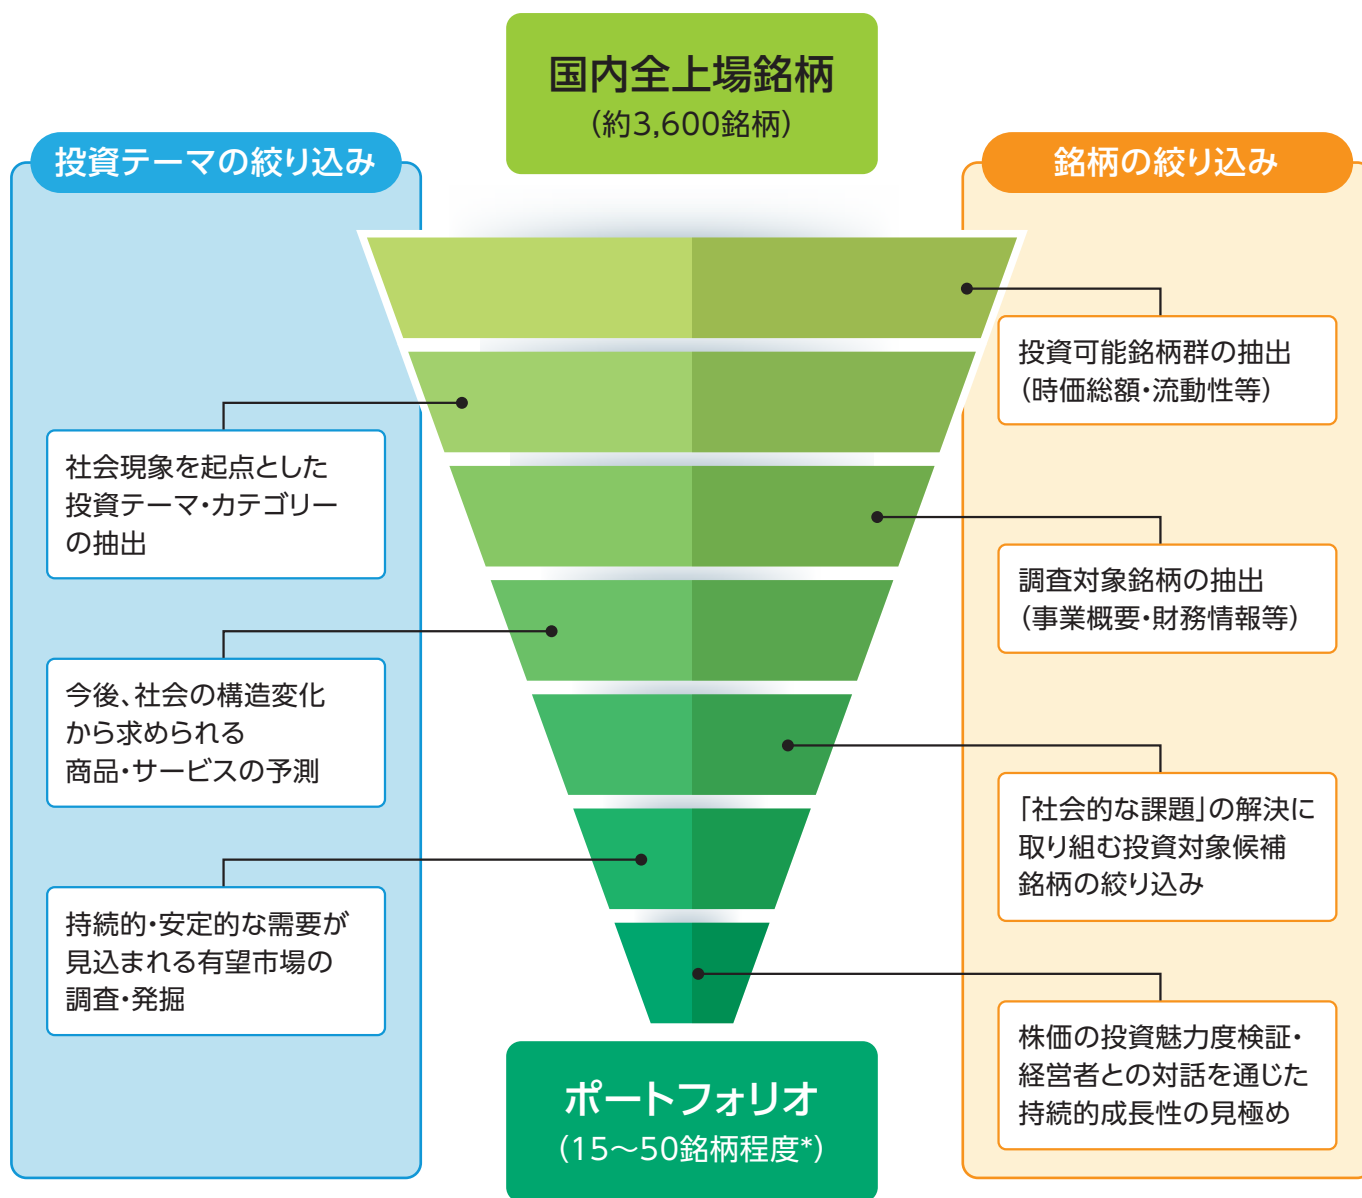 国内全上場銘柄
(約3,600銘柄)
投資テーマの絞り込み
社会現象を起点とした
投資テーマ・カテゴリー
の抽出
今後、社会の構造変化
から求められる
商品・サービスの予測
持続的・安定的な需要が
見込まれる有望市場の
調査・発掘
銘柄の絞り込み
投資可能銘柄群の抽出
(時価総額・流動性等)
調査対象銘柄の抽出
(事業概要・財務情報等)
「社会的な課題」の解決に
取り組む投資対象候補
銘柄の絞り込み
株価の投資魅力度検証・
経営者との対話を通じた
持続的成長性の見極め
ポートフォリオ
(15～50銘柄程度*)